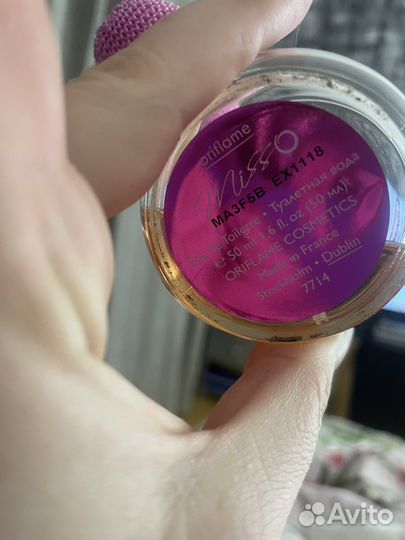 oriflame
Miss O
MA3F6B EX1118
Eau de Toilette • Туалетная вода
e 50 ml 1,6 fl. oz. (50 мл)
ORIFLAME COSMETICS
Made in France
Stockholm • Dublin
7714
Avito